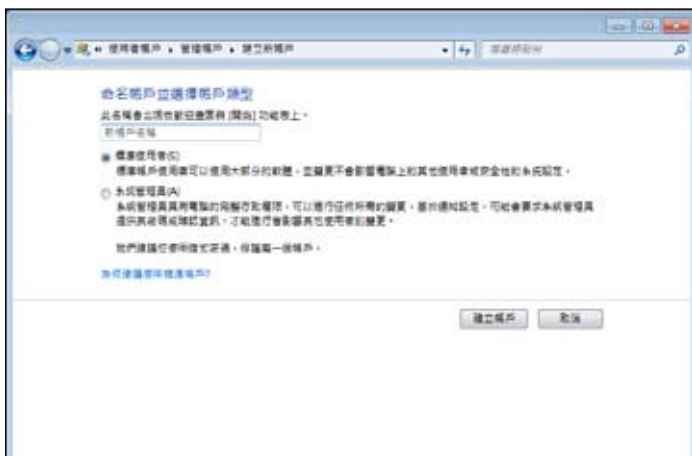 使用者帳戶 ▸ 管理帳戶 ▸ 建立新帳戶
搜尋控制台
命名帳戶並選擇帳戶類型
此名稱會出現在歡迎畫面和 [開始] 功能表上。
新帳戶名稱
標準使用者(S)
標準帳戶使用者可以使用大部分的軟體，並變更不會影響電腦上的其他使用者或安全性的系統設定。
系統管理員(A)
系統管理員具有電腦的完整存取權限，可以進行任何所需的變更。基於通知設定，可能會要求系統管理員
提供其密碼或確認資訊，才能進行會影響其他使用者的變更。
我們建議您使用強式密碼，保護每一個帳戶。
為何建議標準帳戶?
建立帳戶
取消